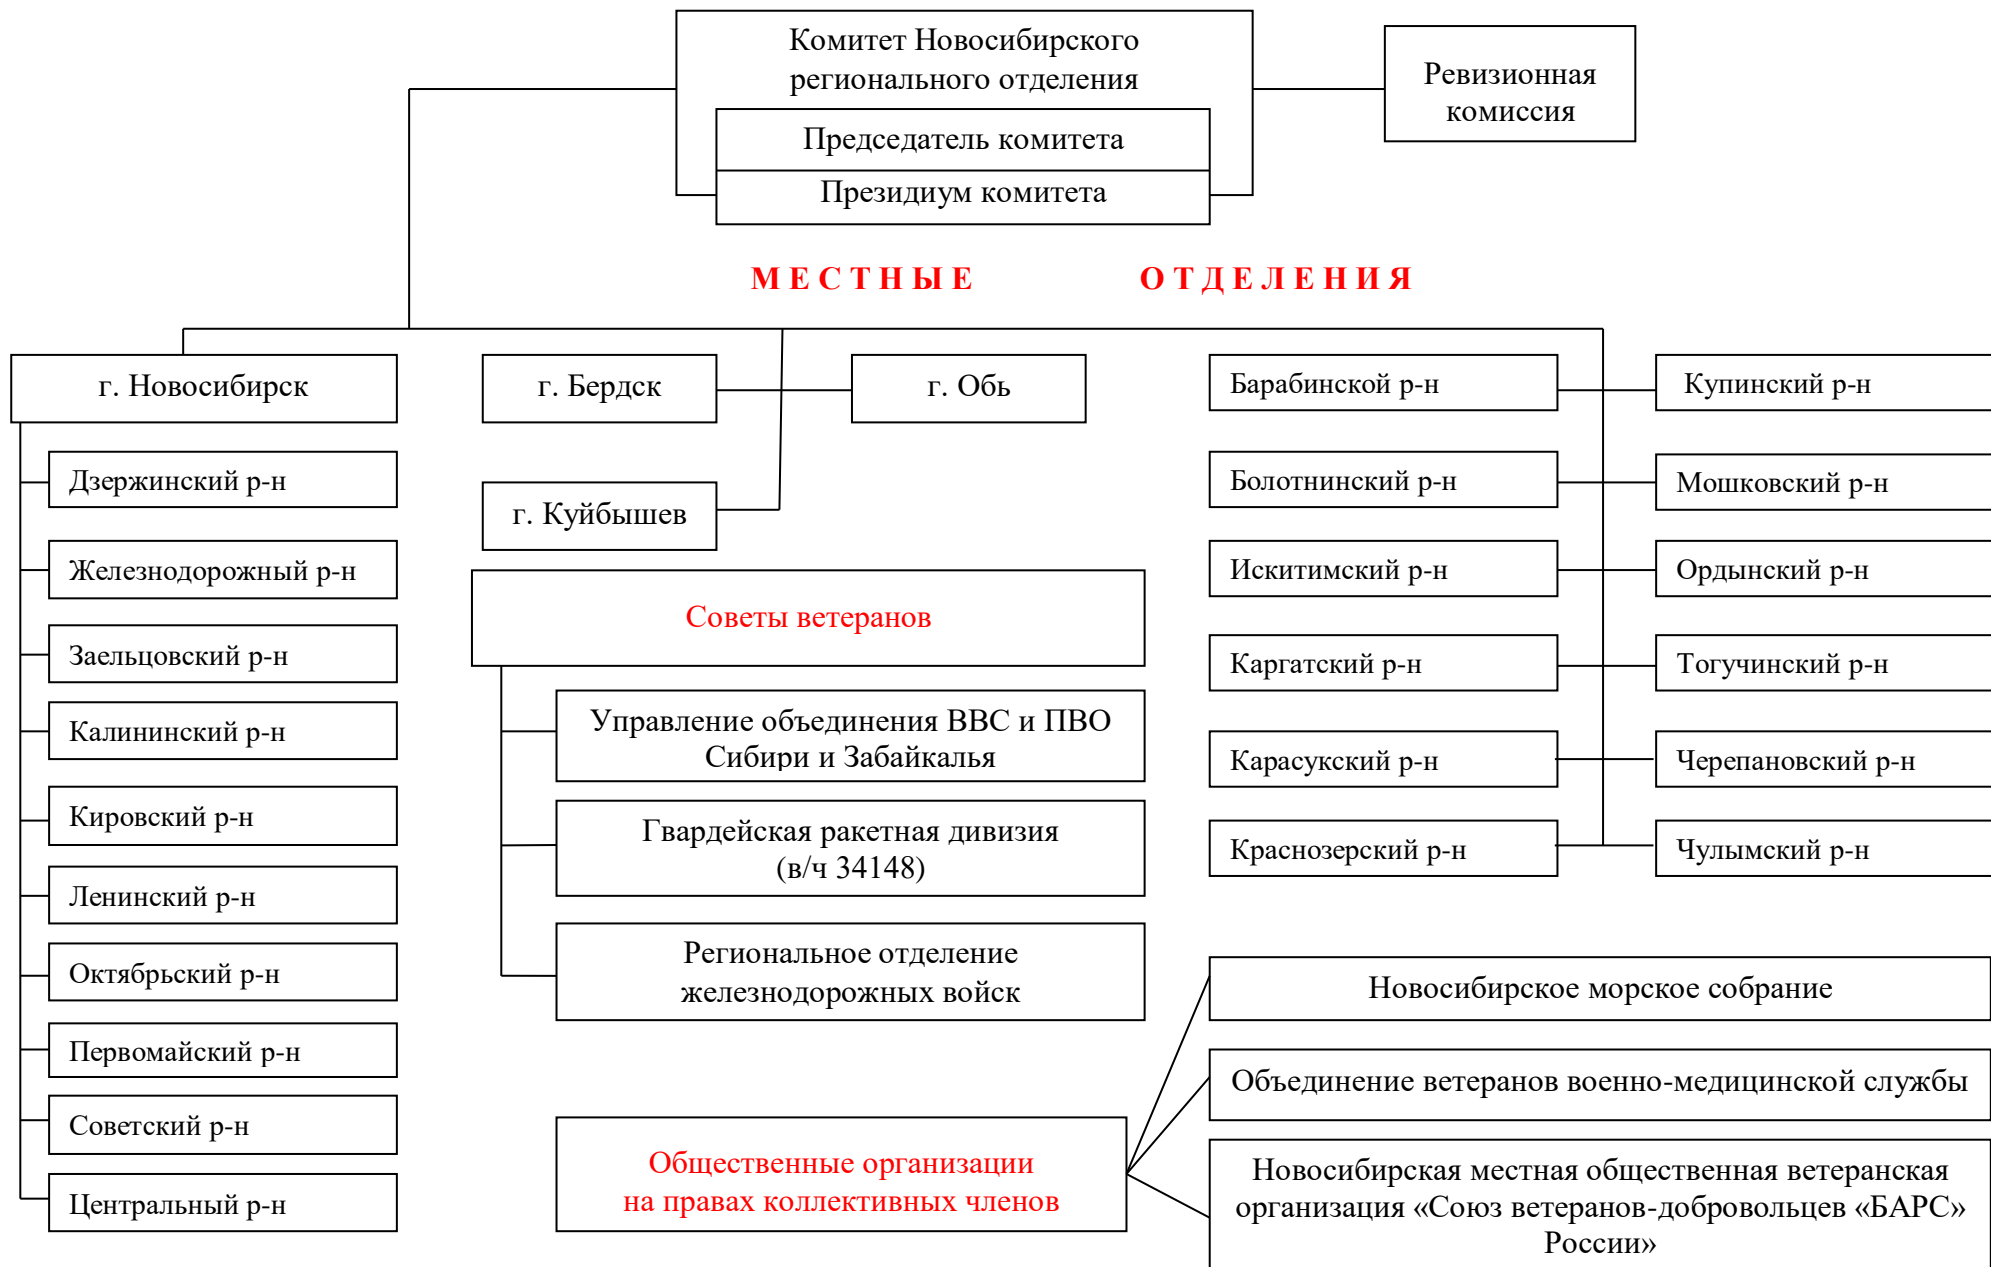 Комитет Новосибирского
регионального отделения
Председатель комитета
Президиум комитета
Ревизионная
комиссия
М Е С Т Н Ы Е О Т Д Е Л Е Н И Я
г. Новосибирск
Дзержинский р-н
Железнодорожный р-н
Заельцовский р-н
Калининский р-н
Кировский р-н
Ленинский р-н
Октябрьский р-н
Первомайский р-н
Советский р-н
Центральный р-н
г. Бердск
г. Обь
г. Куйбышев
Советы ветеранов
Управление объединения ВВС и ПВО
Сибири и Забайкалья
Гвардейская ракетная дивизия
(в/ч 34148)
Региональное отделение
железнодорожных войск
Барабинской р-н
Болотнинский р-н
Искитимский р-н
Каргатский р-н
Карасукский р-н
Краснозерский р-н
Купинский р-н
Мошковский р-н
Ордынский р-н
Тогучинский р-н
Черепановский р-н
Чулымский р-н
Общественные организации
на правах коллективных членов
Новосибирское морское собрание
Объединение ветеранов военно-медицинской службы
Новосибирская местная общественная ветеранская
организация «Союз ветеранов-добровольцев «БАРС»
России»